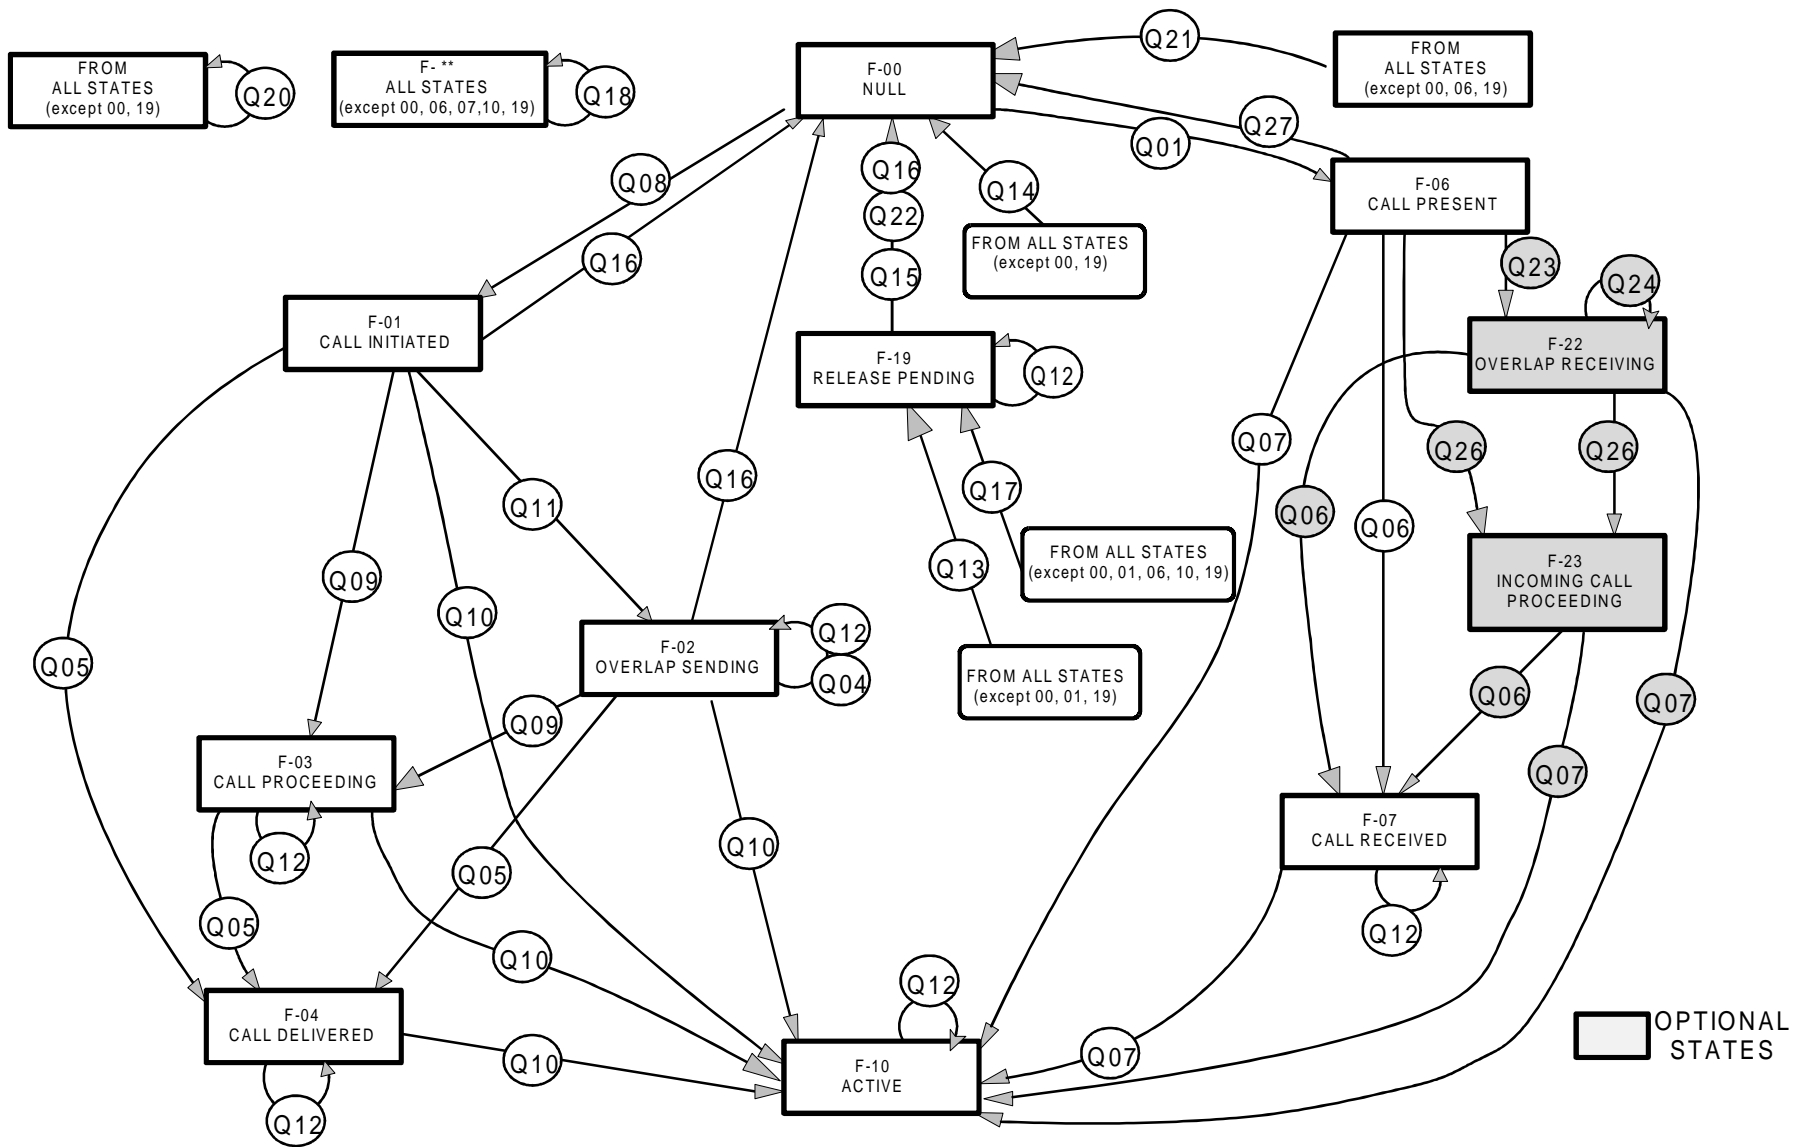 FROM
ALL STATES
(except 00, 19)
Q20
F- **
ALL STATES
(except 00, 06, 07,10, 19)
Q18
F-00
NULL
Q21
FROM
ALL STATES
(except 00, 06, 19)
Q27
Q01
Q08
Q16
Q16
Q22
Q15
Q14
FROM ALL STATES
(except 00, 19)
F-06
CALL PRESENT
Q23
Q24
F-01
CALL INITIATED
F-19
RELEASE PENDING
Q12
F-22
OVERLAP RECEIVING
Q07
Q26
Q26
Q16
Q11
Q17
Q06
Q06
Q13
FROM ALL STATES
(except 00, 01, 06, 10, 19)
F-23
INCOMING CALL
PROCEEDING
Q09
Q10
Q05
F-02
OVERLAP SENDING
Q12
Q04
FROM ALL STATES
(except 00, 01, 19)
Q06
Q07
Q09
F-03
CALL PROCEEDING
Q07
Q12
Q05
Q10
F-07
CALL RECEIVED
Q12
Q05
Q10
Q12
F-04
CALL DELIVERED
Q10
Q12
F-10
ACTIVE
Q07
OPTIONAL
STATES